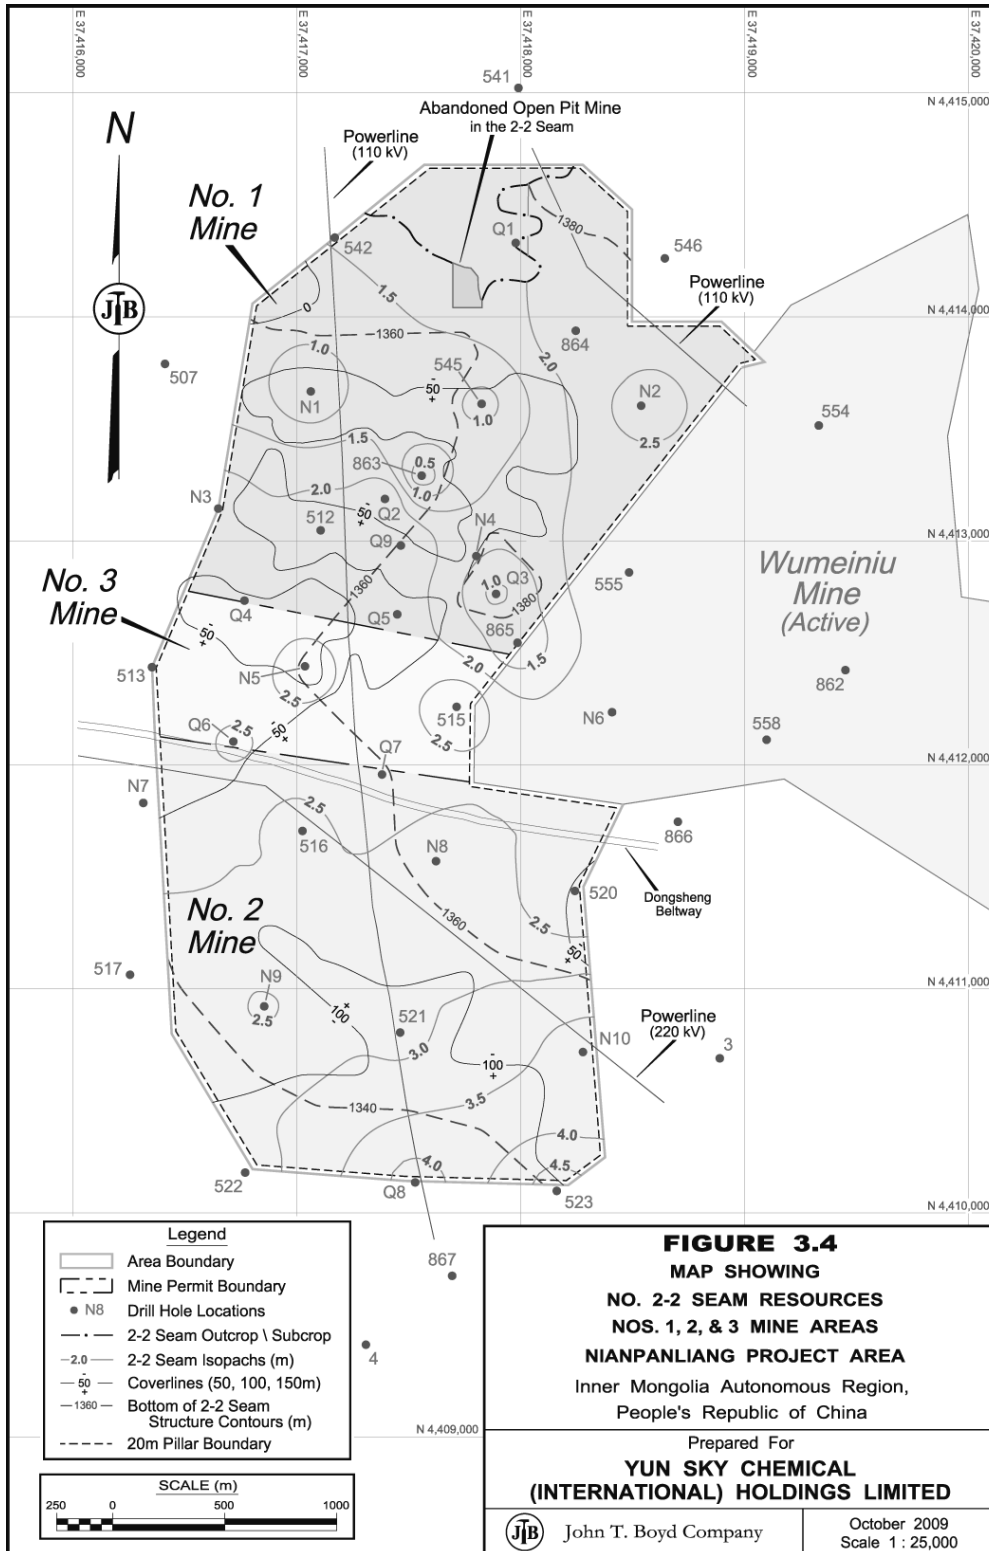 E 37,416,000
E 37,417,000
E 37,418,000
E 37,419,000
E 37,420,000
541
N 4,415,000
Abandoned Open Pit Mine
in the 2-2 Seam
N
Powerline
(110 kV)
No. 1
Mine
542
Q1
1380
546
Powerline
(110 kV)
JTB
0
1.5
N 4,414,000
1360
864
2.0
507
1.0
545
-
50
+
N1
N2
1.0
2.5
554
1.5
863
0.5
1.0
N3
2.0
Q2
-
50
+
512
N4
Q9
N 4,413,000
Wumeiniu
Mine
(Active)
No. 3
Mine
1360
1.0
Q3
1380
555
Q4
Q5
-
50
+
865
2.0
1.5
513
N5
2.5
862
515
N6
Q6
2.5
-
50
+
2.5
558
Q7
N 4,412,000
N7
2.5
516
866
N8
520
Dongsheng
Beltway
No. 2
Mine
1360
2.5
-
50
+
517
N9
N 4,411,000
2.5
+
100
-
521
Powerline
(220 kV)
3.0
N10
3
-
100
+
3.5
1340
4.0
4.0
4.5
522
Q8
523
N 4,410,000
867
4
N 4,409,000
Legend
Area Boundary
Mine Permit Boundary
N8 Drill Hole Locations
2-2 Seam Outcrop \ Subcrop
2.0 2-2 Seam Isopachs (m)
-
50 Coverlines (50, 100, 150m)
+
1360 Bottom of 2-2 Seam
Structure Contours (m)
20m Pillar Boundary
SCALE (m)
250 0 500 1000
FIGURE 3.4
MAP SHOWING
NO. 2-2 SEAM RESOURCES
NOS. 1, 2, & 3 MINE AREAS
NIANPANLIANG PROJECT AREA
Inner Mongolia Autonomous Region,
People's Republic of China
Prepared For
YUN SKY CHEMICAL
(INTERNATIONAL) HOLDINGS LIMITED
JTB John T. Boyd Company
October 2009
Scale 1 : 25,000